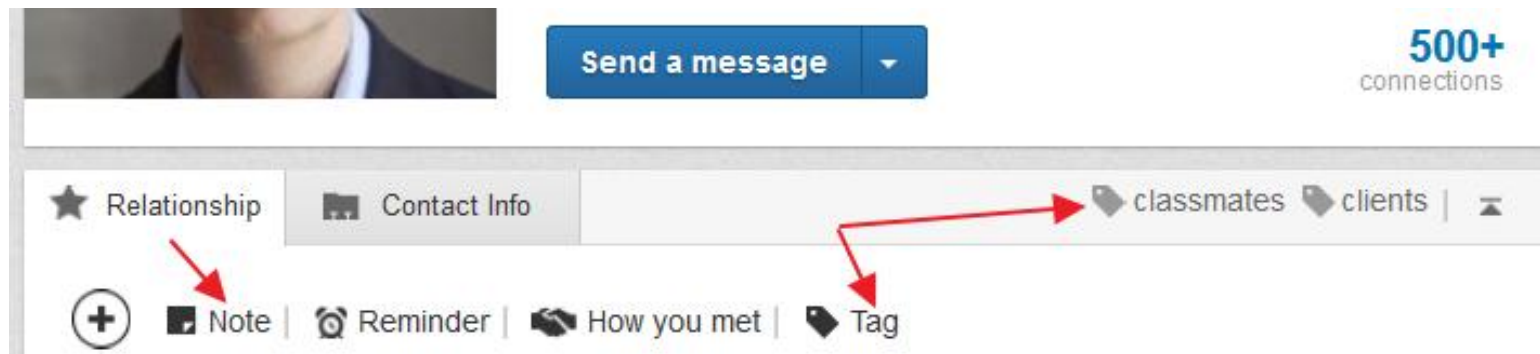 Send a message
500+
connections
Relationship Contact Info classmates clients |
Note | Reminder | How you met | Tag